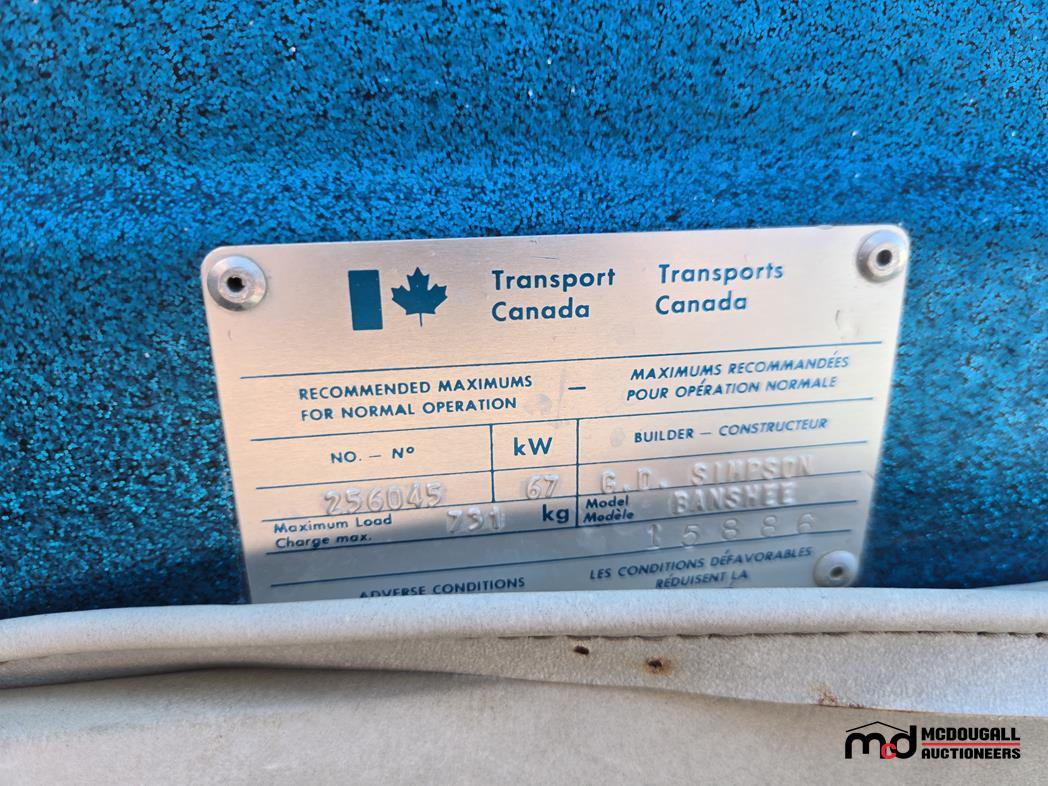 Transport Canada
Transports Canada
RECOMMENDED MAXIMUMS
FOR NORMAL OPERATION
—
MAXIMUMS RECOMMANDÉES
POUR OPÉRATION NORMALE
NO. — Nº
kW
BUILDER — CONSTRUCTEUR
256045
67
G.D. SIMPSON
Maximum Load
Charge max.
731 kg
Model
Modèle
BANSHEE
15886
ADVERSE CONDITIONS
LES CONDITIONS DÉFAVORABLES
RÉDUISENT LA
mcd MCDOUGALL
AUCTIONEERS